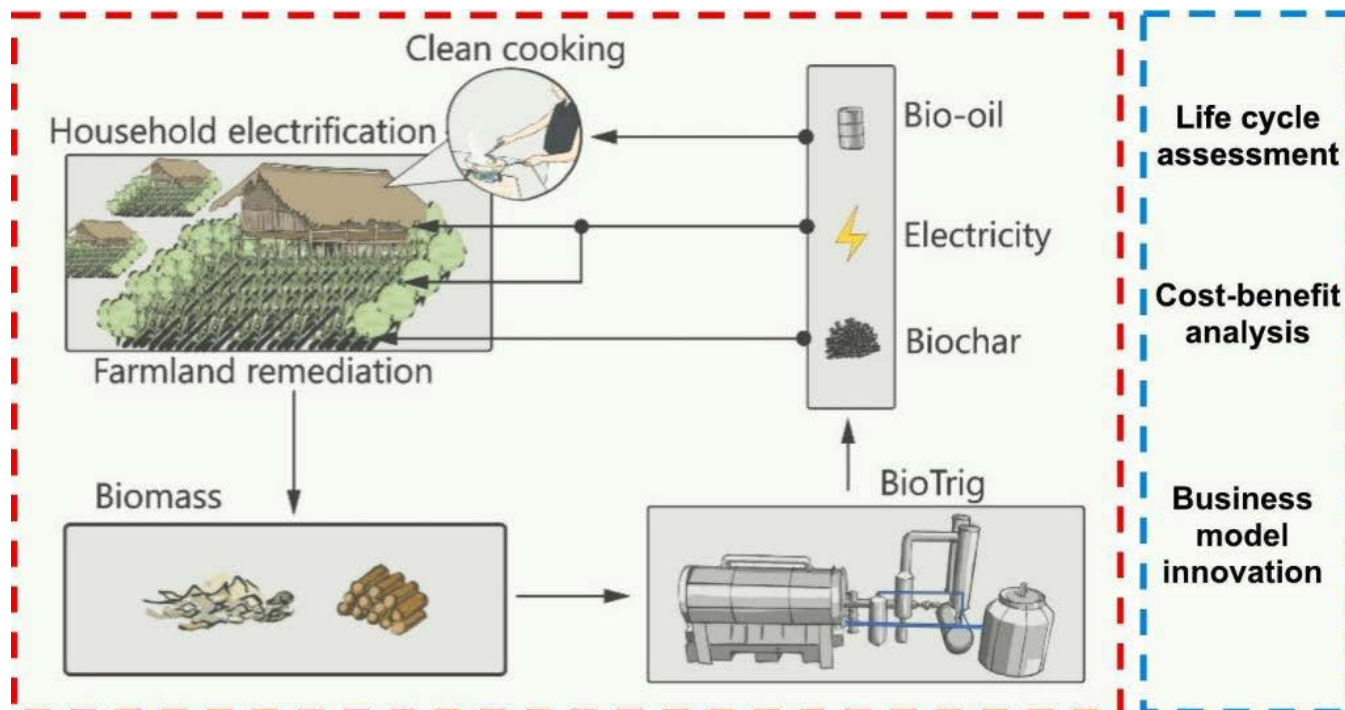 Clean cooking
Household electrification
Farmland remediation
Bio-oil
Electricity
Biochar
Biomass
BioTrig
Life cycle
assessment
Cost-benefit
analysis
Business
model
innovation